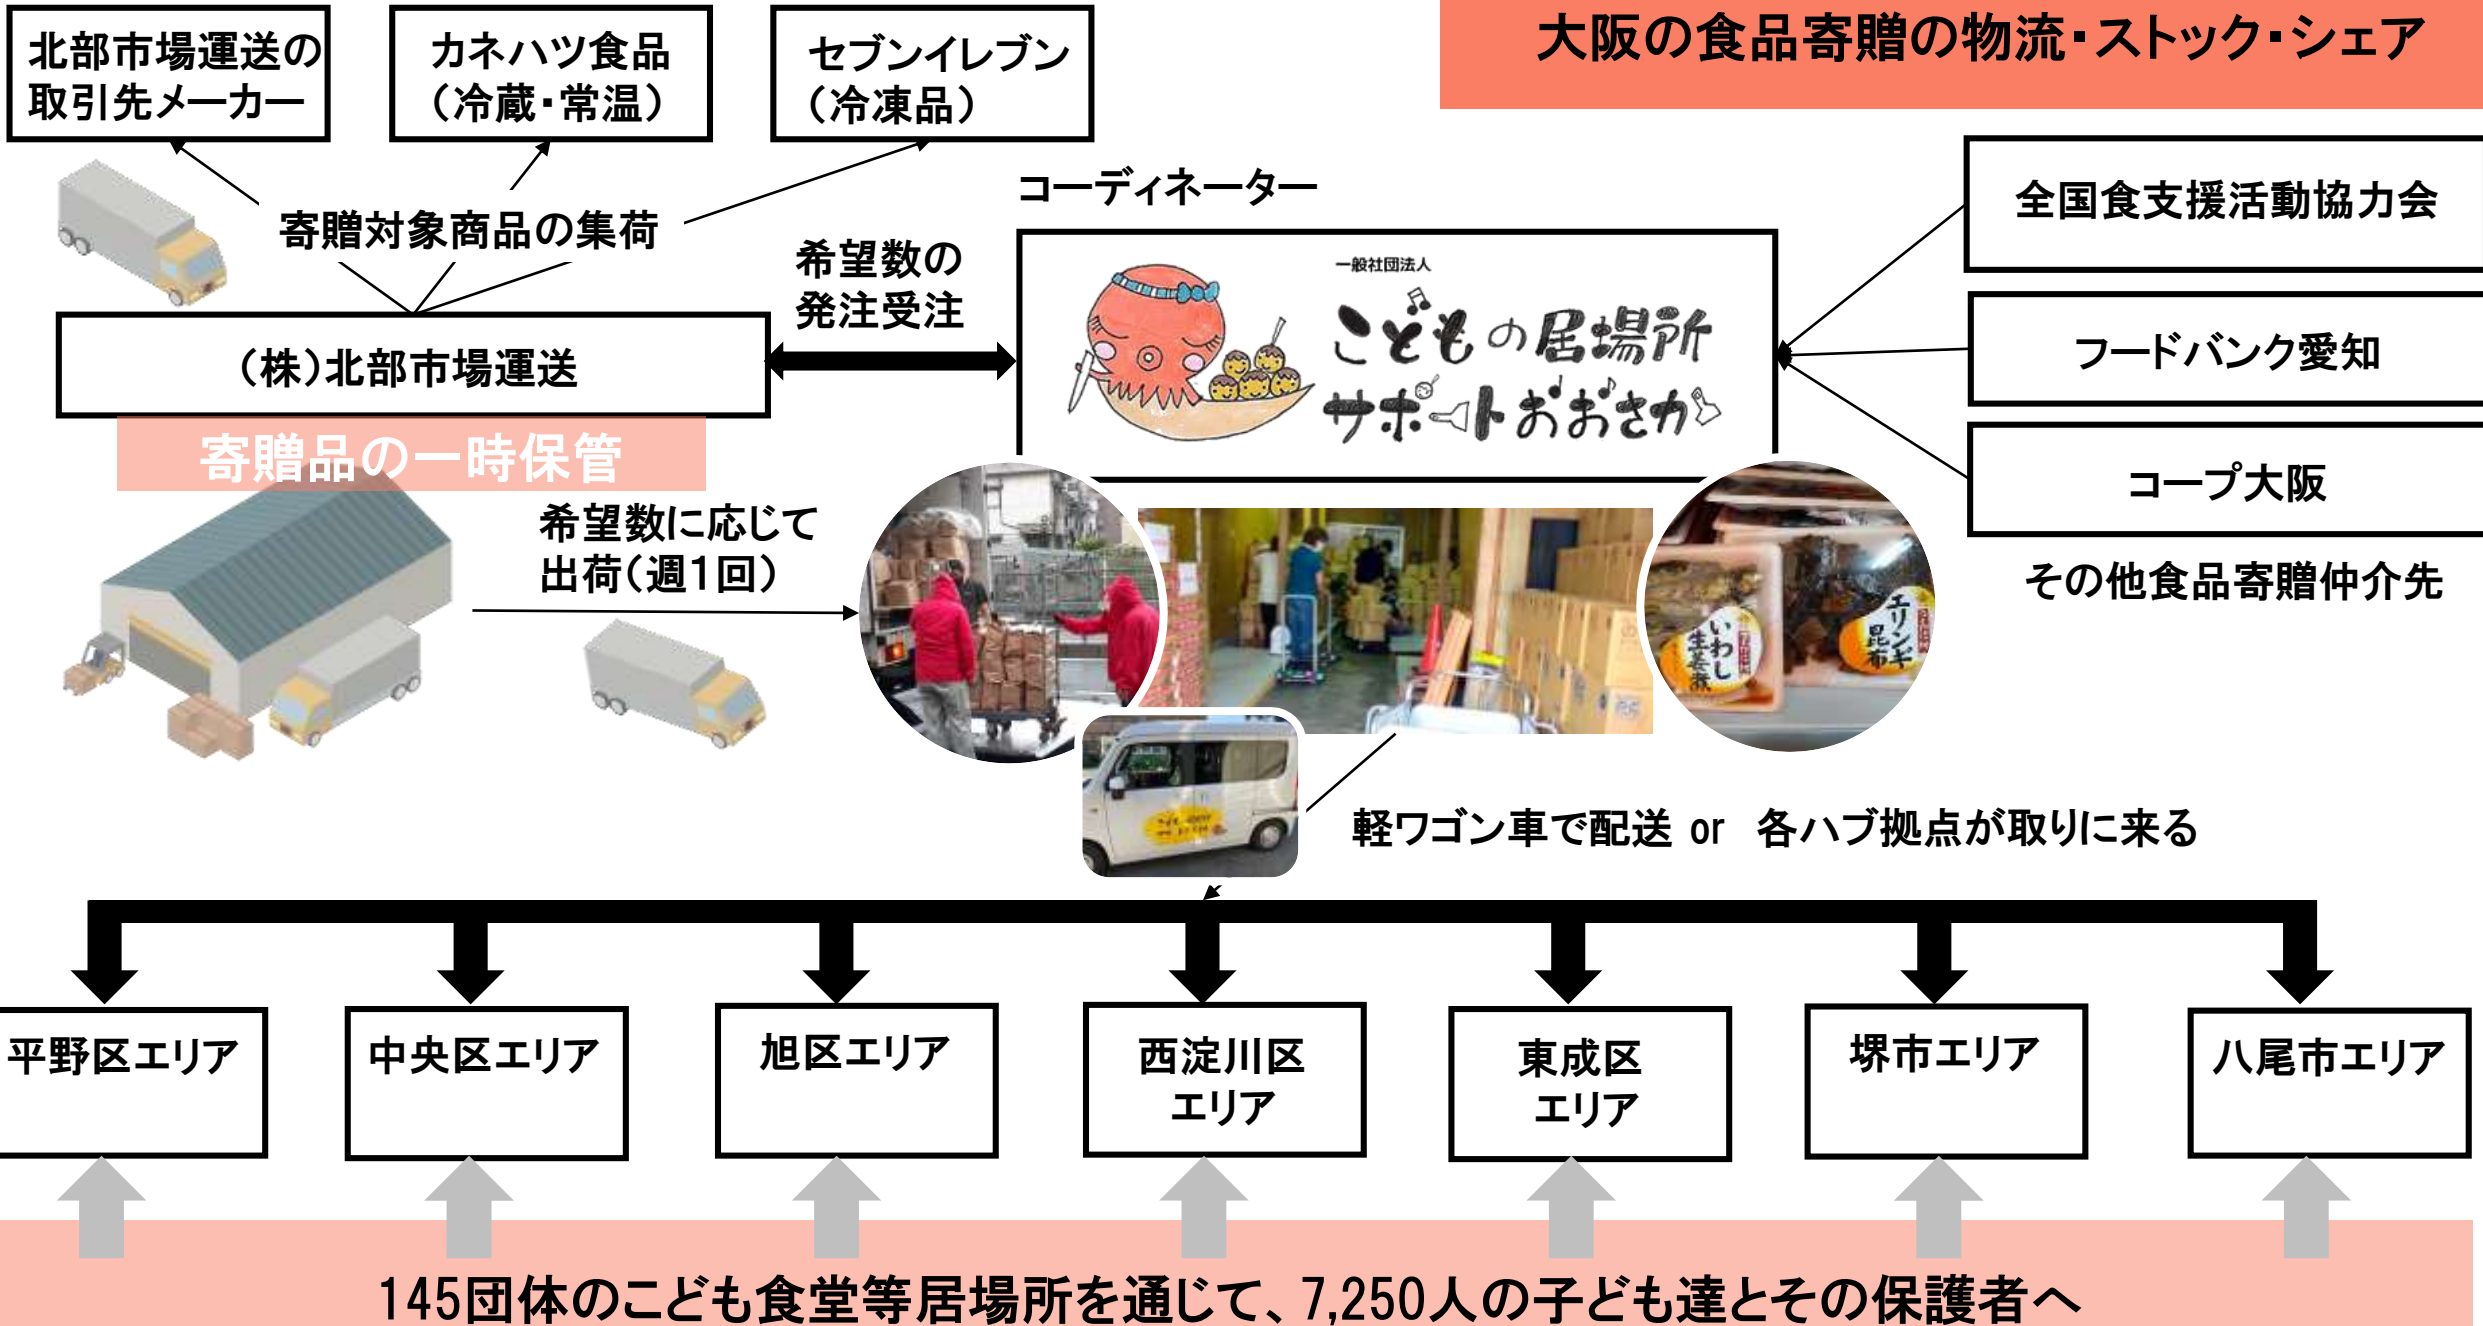 大阪の食品寄贈の物流・ストック・シェア
北部市場運送の
取引先メーカー
カネハツ食品
（冷蔵・常温）
セブンイレブン
（冷凍品）
寄贈対象商品の集荷
コーディネーター
希望数の
発注受注
（株）北部市場運送
一般社団法人
こどもの居場所
サポートおおさか
全国食支援活動協力会
フードバンク愛知
コープ大阪
その他食品寄贈仲介先
寄贈品の一時保管
希望数に応じて
出荷（週１回）
いわし
生姜煮
エリンギ
昆布
軽ワゴン車で配送 or 各ハブ拠点が取りに来る
平野区エリア
中央区エリア
旭区エリア
西淀川区
エリア
東成区
エリア
堺市エリア
八尾市エリア
145団体のこども食堂等居場所を通じて、7,250人の子ども達とその保護者へ